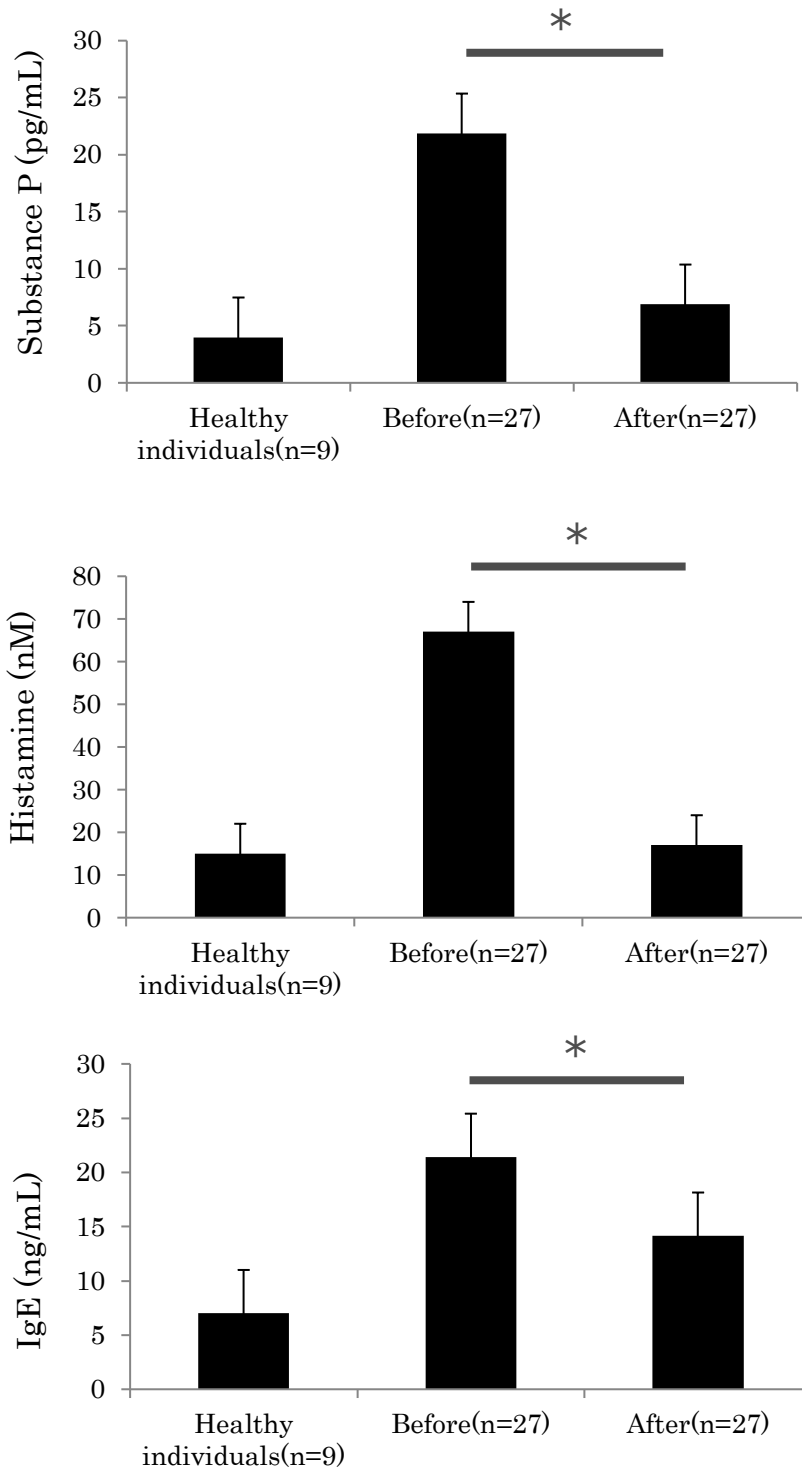 Substance P (pg/mL)
30
25
20
15
10
5
0
*
Healthy
individuals(n=9)
Before(n=27)
After(n=27)
Histamine (nM)
80
70
60
50
40
30
20
10
0
*
Healthy
individuals(n=9)
Before(n=27)
After(n=27)
IgE (ng/mL)
30
25
20
15
10
5
0
*
Healthy
individuals(n=9)
Before(n=27)
After(n=27)